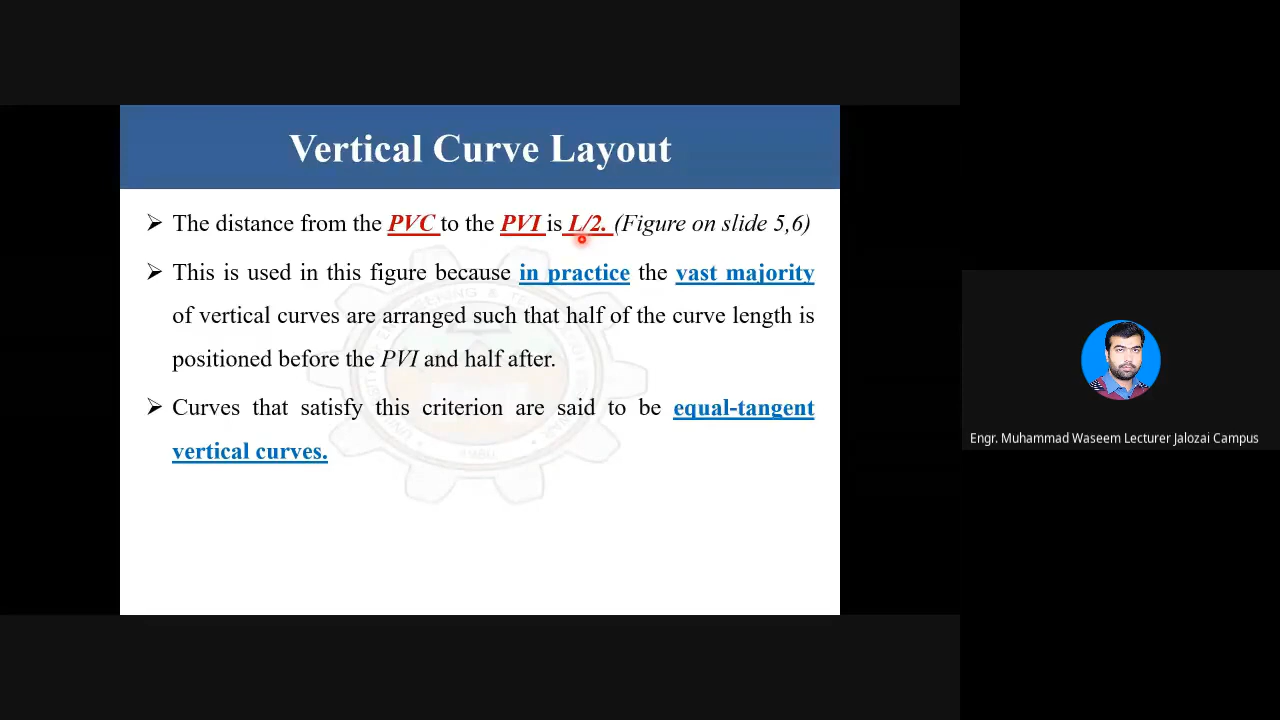 Vertical Curve Layout
➢ The distance from the PVC to the PVI is L/2. (Figure on slide 5,6)
➢ This is used in this figure because in practice the vast majority
of vertical curves are arranged such that half of the curve length is
positioned before the PVI and half after.
➢ Curves that satisfy this criterion are said to be equal-tangent
vertical curves.
Engr. Muhammad Waseem Lecturer Jalozai Campus